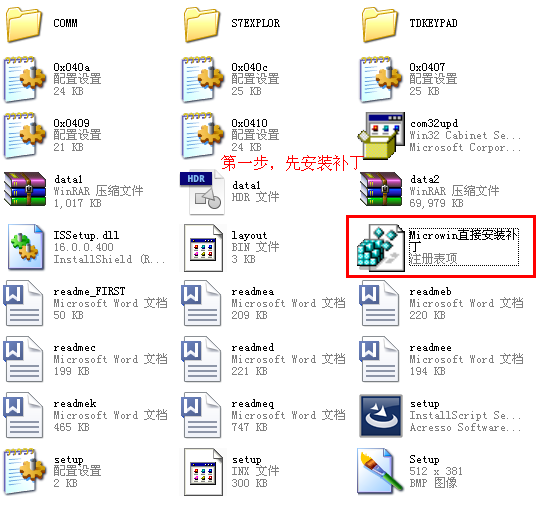 COMM
S7EXPLOR
TDKEYPAD
0x040a
配置设置
24 KB
0x040c
配置设置
25 KB
0x0407
配置设置
25 KB
0x0409
配置设置
21 KB
0x0410
配置设置
24 KB
com32upd
Win32 Cabinet Se...
Microsoft Corpor...
第一步，先安装补丁
data1
WinRAR 压缩文件
1,017 KB
HDR
data1
HDR 文件
data2
WinRAR 压缩文件
69,979 KB
ISSetup.dll
16.0.0.400
InstallShield (R...
layout
BIN 文件
3 KB
Microwin直接安装补
丁
注册表项
readme_FIRST
Microsoft Word 文档
50 KB
readmea
Microsoft Word 文档
209 KB
readmeb
Microsoft Word 文档
220 KB
readmec
Microsoft Word 文档
199 KB
readmed
Microsoft Word 文档
221 KB
readmee
Microsoft Word 文档
194 KB
readmek
Microsoft Word 文档
465 KB
readmeq
Microsoft Word 文档
747 KB
setup
InstallScript Se...
Acresso Software...
setup
配置设置
2 KB
setup
INX 文件
300 KB
Setup
512 x 381
BMP 图像